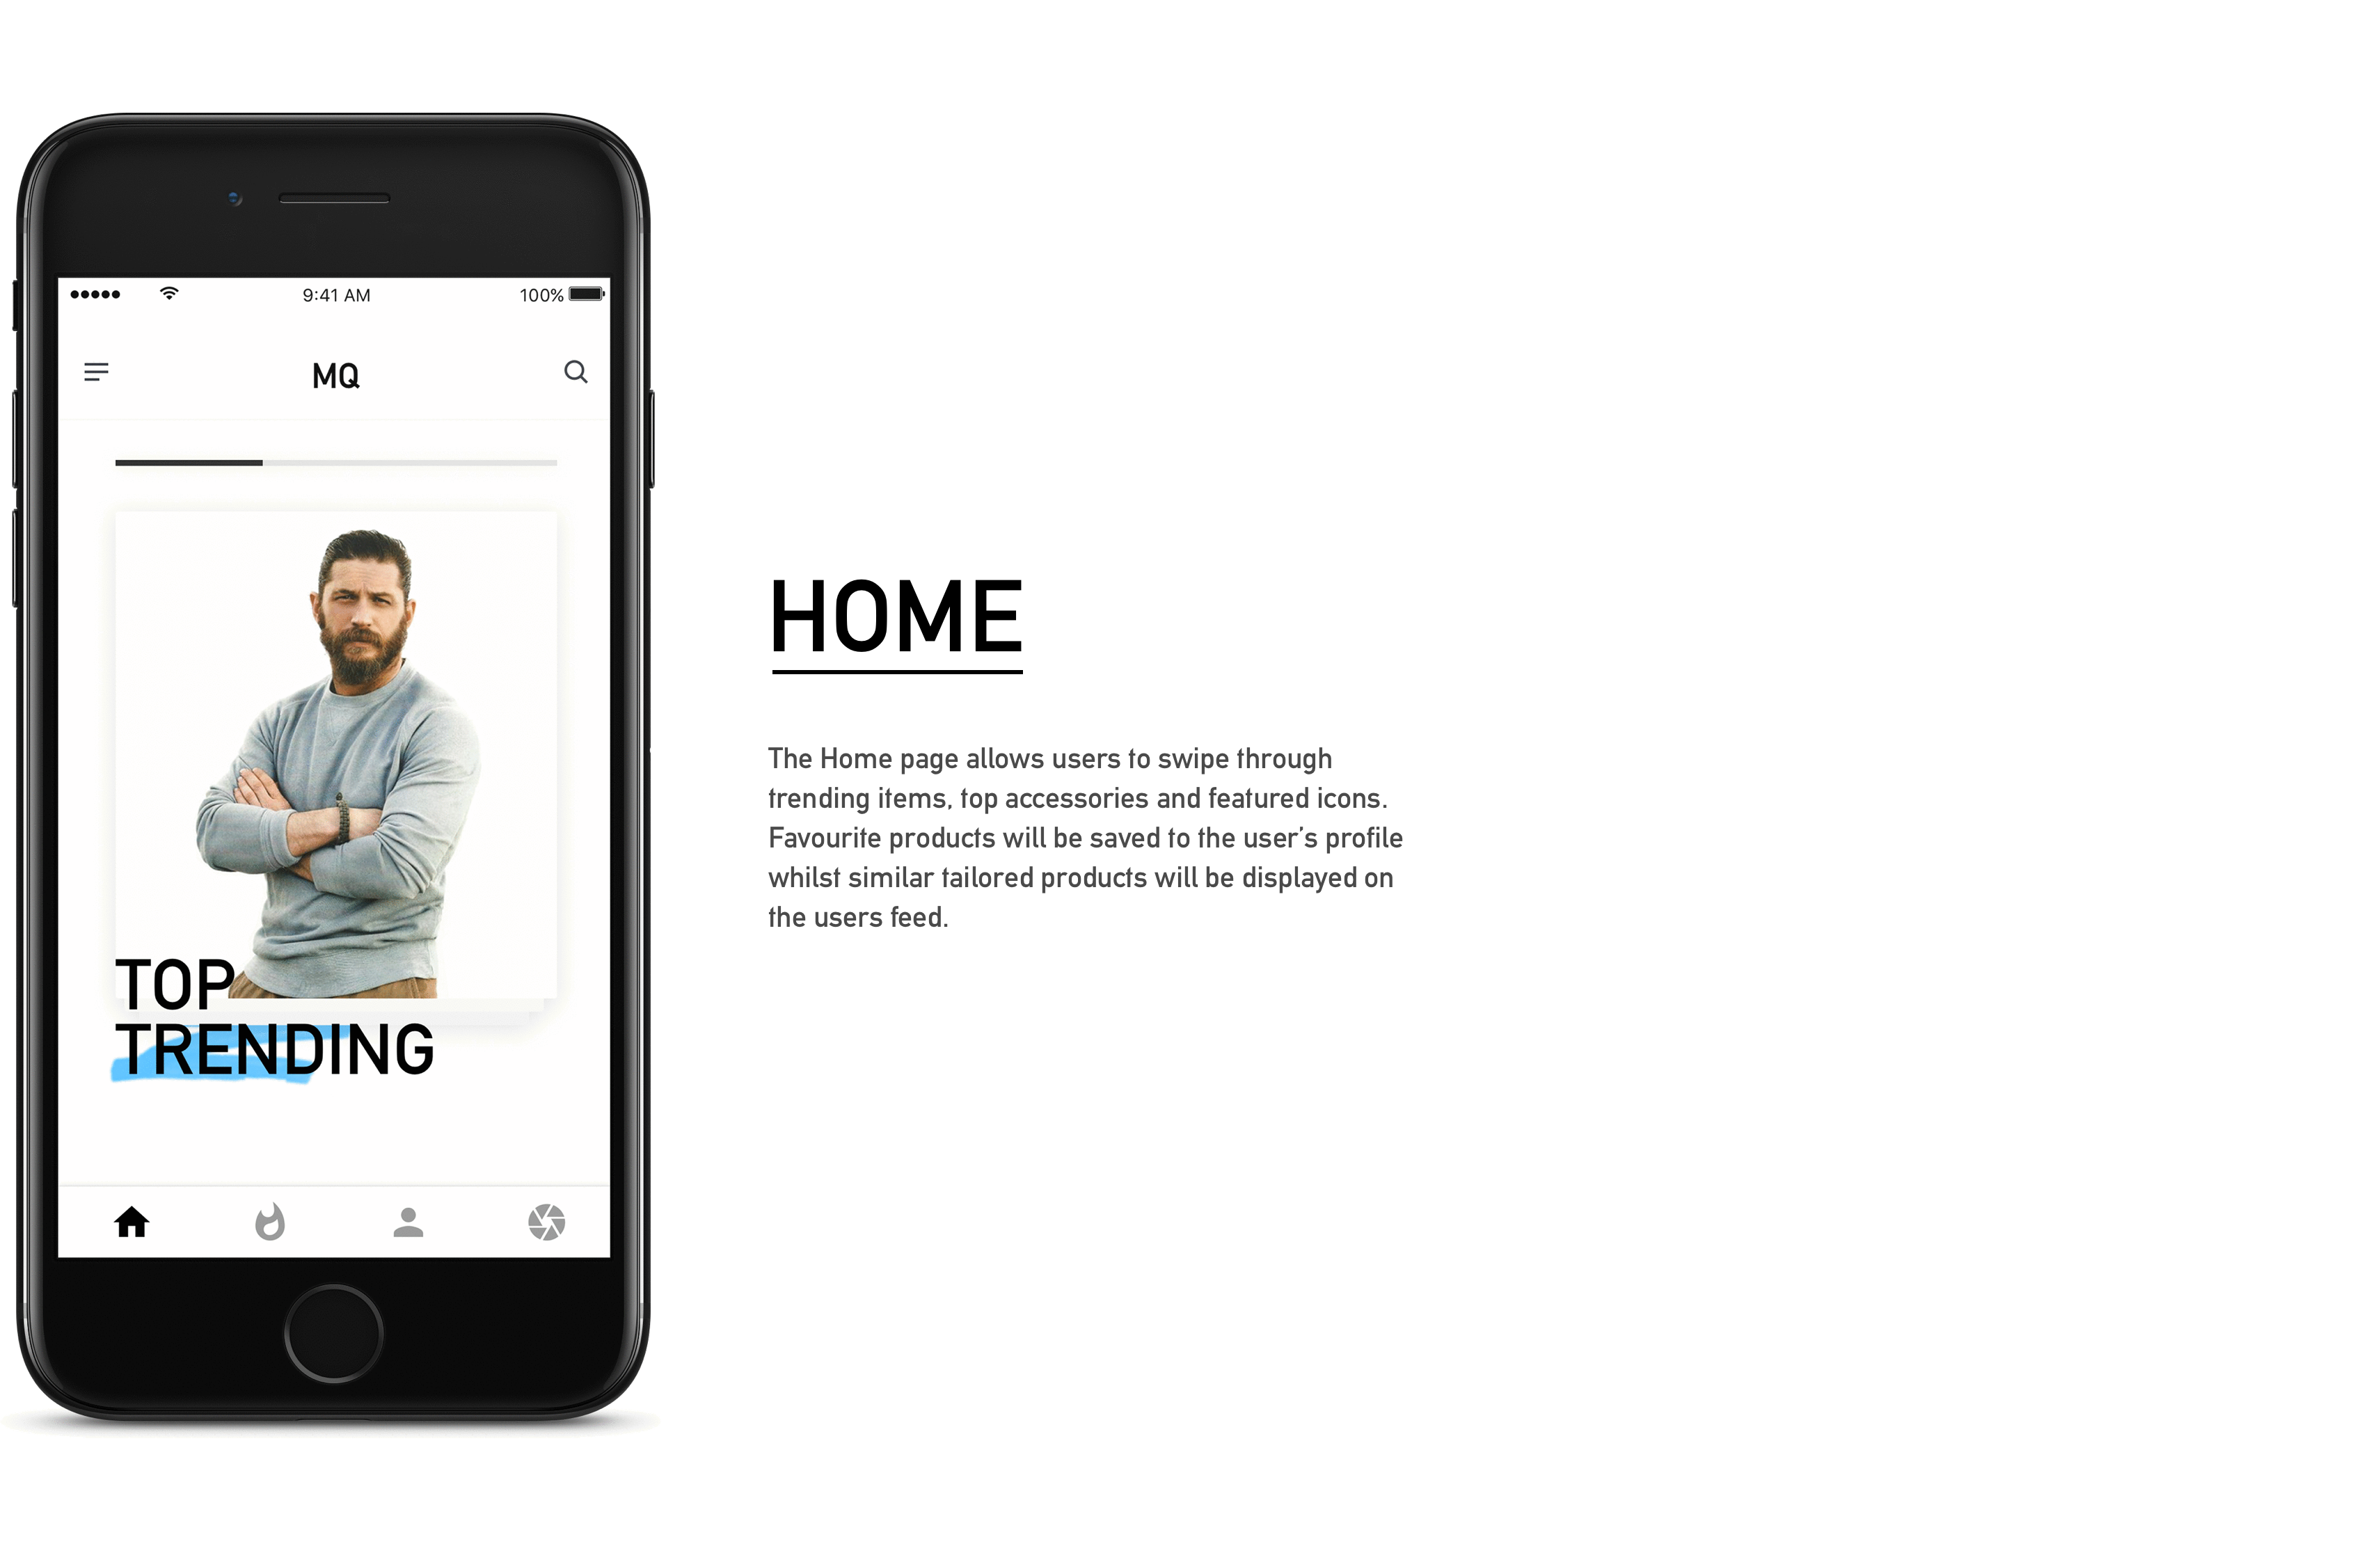 9:41 AM
100%
MQ
TOP
TRENDING
HOME
The Home page allows users to swipe through
trending items, top accessories and featured icons.
Favourite products will be saved to the user’s profile
whilst similar tailored products will be displayed on
the users feed.